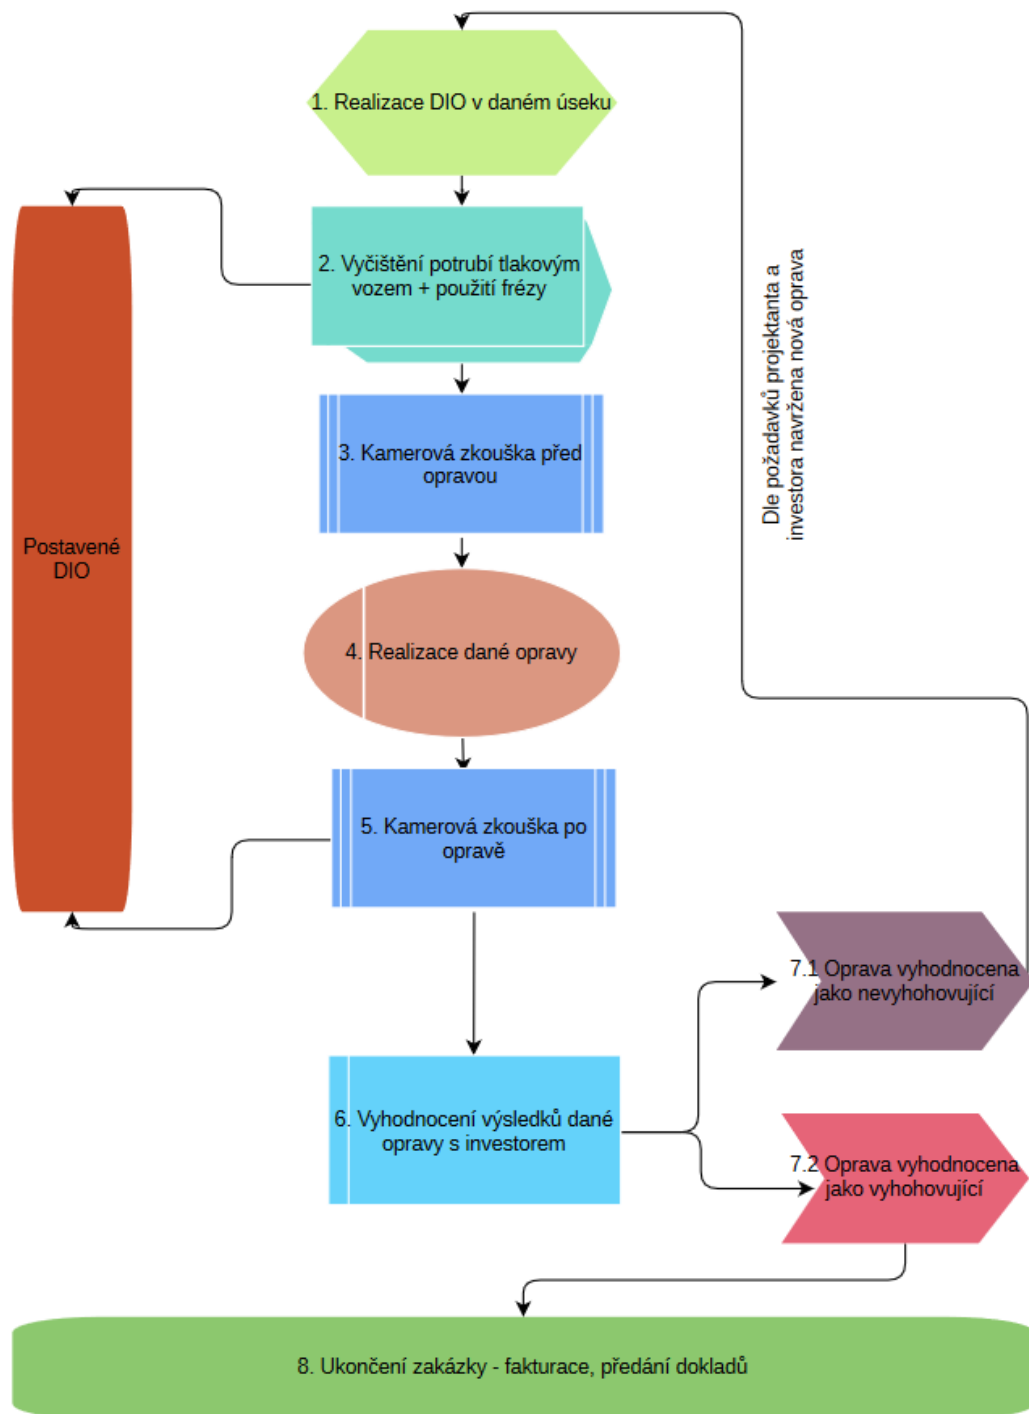 1. Realizace DIO v daném úseku
2. Vyčištění potrubí tlakovým
vozem + použití frézy
3. Kamerová zkouška před
opravou
Postavené
DIO
4. Realizace dané opravy
5. Kamerová zkouška po
opravě
Dle požadavků projektanta a
investora navržena nová oprava
6. Vyhodnocení výsledků dané
opravy s investorem
7.1 Oprava vyhodnocena
jako nevyhohovující
7.2 Oprava vyhodnocena
jako vyhohovující
8. Ukončení zakázky - fakturace, předání dokladů